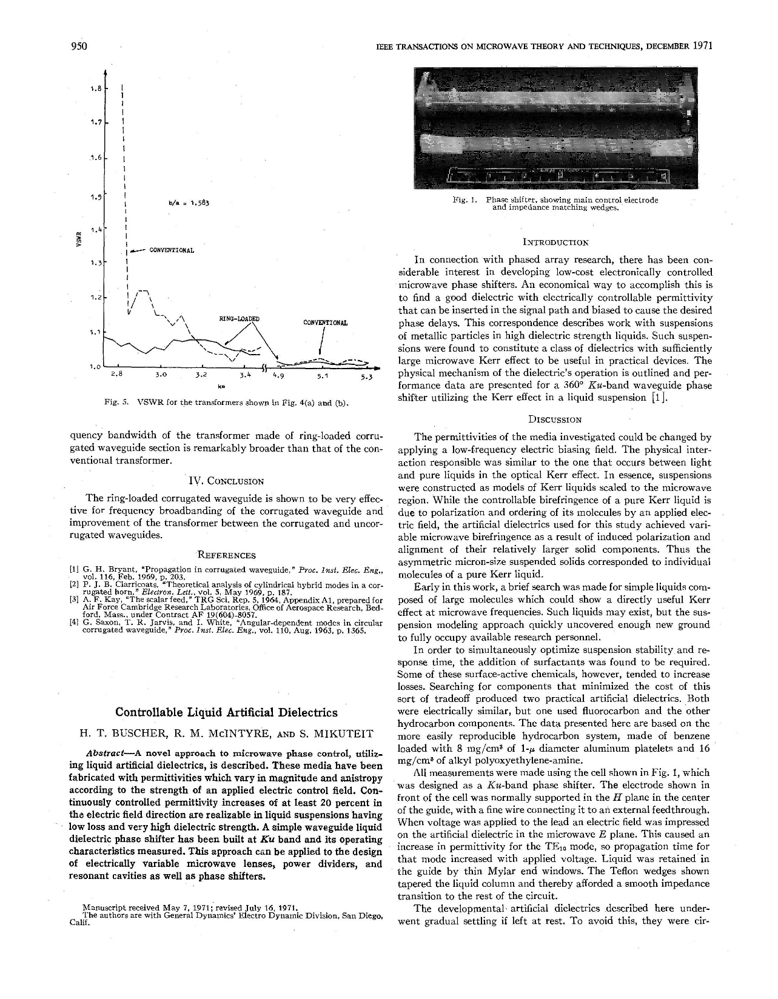 950
IEEE TRANSACTIONS ON MICROWAVE THEORY AND TECHNIQUES, DECEMBER 1971
1.8
1.7
1.6
1.5
b/a = 1.583
1.4
VSWR
CONVENTIONAL
1.3
1.2
RING-LOADED
CONVENTIONAL
1.1
1.0
2.8 3.0 3.2 3.4 4.9 5.1 5.3
ka
Fig. 5. VSWR for the transformers shown in Fig. 4(a) and (b).
quency bandwidth of the transformer made of ring-loaded corru-
gated waveguide section is remarkably broader than that of the con-
ventional transformer.
IV. CONCLUSION
The ring-loaded corrugated waveguide is shown to be very effec-
tive for frequency broadbanding of the corrugated waveguide and
improvement of the transformer between the corrugated and uncor-
rugated waveguides.
REFERENCES
[1] G. H. Bryant, "Propagation in corrugated waveguide," Proc. Inst. Elec. Eng.,
vol. 116, Feb. 1969, p. 203.
[2] P. J. B. Clarricoats, "Theoretical analysis of cylindrical hybrid modes in a cor-
rugated horn," Electron. Lett., vol. 5, May 1969, p. 187.
[3] A. F. Kay, "The scalar feed," TRG Sci. Rep. 5, 1964, Appendix A1, prepared for
Air Force Cambridge Research Laboratories, Office of Aerospace Research, Bed-
ford, Mass., under Contract AF 19(604)-8057.
[4] G. Saxon, T. R. Jarvis, and I. White, "Angular-dependent modes in circular
corrugated waveguide," Proc. Inst. Elec. Eng., vol. 110, Aug. 1963, p. 1365.
Controllable Liquid Artificial Dielectrics
H. T. BUSCHER, R. M. McINTYRE, AND S. MIKUTEIT
Abstract—A novel approach to microwave phase control, utiliz-
ing liquid artificial dielectrics, is described. These media have been
fabricated with permittivities which vary in magnitude and anistropy
according to the strength of an applied electric control field. Con-
tinuously controlled permittivity increases of at least 20 percent in
the electric field direction are realizable in liquid suspensions having
low loss and very high dielectric strength. A simple waveguide liquid
dielectric phase shifter has been built at Ku band and its operating
characteristics measured. This approach can be applied to the design
of electrically variable microwave lenses, power dividers, and
resonant cavities as well as phase shifters.
Manuscript received May 7, 1971; revised July 16, 1971.
The authors are with General Dynamics' Electro Dynamic Division, San Diego,
Calif.
Fig. 1. Phase shifter, showing main control electrode
and impedance matching wedges.
INTRODUCTION
In connection with phased array research, there has been con-
siderable interest in developing low-cost electronically controlled
microwave phase shifters. An economical way to accomplish this is
to find a good dielectric with electrically controllable permittivity
that can be inserted in the signal path and biased to cause the desired
phase delays. This correspondence describes work with suspensions
of metallic particles in high dielectric strength liquids. Such suspen-
sions were found to constitute a class of dielectrics with sufficiently
large microwave Kerr effect to be useful in practical devices. The
physical mechanism of the dielectric's operation is outlined and per-
formance data are presented for a 360° Ku-band waveguide phase
shifter utilizing the Kerr effect in a liquid suspension [1].
DISCUSSION
The permittivities of the media investigated could be changed by
applying a low-frequency electric biasing field. The physical inter-
action responsible was similar to the one that occurs between light
and pure liquids in the optical Kerr effect. In essence, suspensions
were constructed as models of Kerr liquids scaled to the microwave
region. While the controllable birefringence of a pure Kerr liquid is
due to polarization and ordering of its molecules by an applied elec-
tric field, the artificial dielectrics used for this study achieved vari-
able microwave birefringence as a result of induced polarization and
alignment of their relatively larger solid components. Thus the
asymmetric micron-size suspended solids corresponded to individual
molecules of a pure Kerr liquid.
Early in this work, a brief search was made for simple liquids com-
posed of large molecules which could show a directly useful Kerr
effect at microwave frequencies. Such liquids may exist, but the sus-
pension modeling approach quickly uncovered enough new ground
to fully occupy available research personnel.
In order to simultaneously optimize suspension stability and re-
sponse time, the addition of surfactants was found to be required.
Some of these surface-active chemicals, however, tended to increase
losses. Searching for components that minimized the cost of this
sort of tradeoff produced two practical artificial dielectrics. Both
were electrically similar, but one used fluorocarbon and the other
hydrocarbon components. The data presented here are based on the
more easily reproducible hydrocarbon system, made of benzene
loaded with 8 mg/cm³ of 1-μ diameter aluminum platelets and 16
mg/cm³ of alkyl polyoxyethylene-amine.
All measurements were made using the cell shown in Fig. 1, which
was designed as a Ku-band phase shifter. The electrode shown in
front of the cell was normally supported in the H plane in the center
of the guide, with a fine wire connecting it to an external feedthrough.
When voltage was applied to the lead an electric field was impressed
on the artificial dielectric in the microwave E plane. This caused an
increase in permittivity for the TE₁₀ mode, so propagation time for
that mode increased with applied voltage. Liquid was retained in
the guide by thin Mylar end windows. The Teflon wedges shown
tapered the liquid column and thereby afforded a smooth impedance
transition to the rest of the circuit.
The developmental artificial dielectrics described here under-
went gradual settling if left at rest. To avoid this, they were cir-